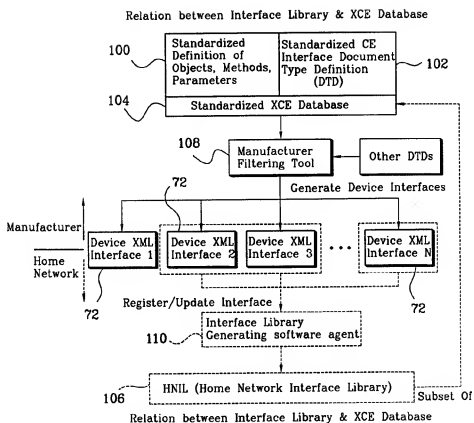 Relation between Interface Library & XCE Database
100
Standardized
Definition of
Objects, Methods,
Parameters
Standardized CE
Interface Document
Type Definition
(DTD)
102
104
Standardized XCE Database
108
Manufacturer
Filtering Tool
Other DTDs
Generate Device Interfaces
72
Manufacturer
Home
Network
Device XML
Interface 1
Device XML
Interface 2
Device XML
Interface 3
Device XML
Interface N
72
72
Register/Update Interface
Interface Library
Generating software agent
110
HNIL (Home Network Interface Library)
106
Subset Of
Relation between Interface Library & XCE Database